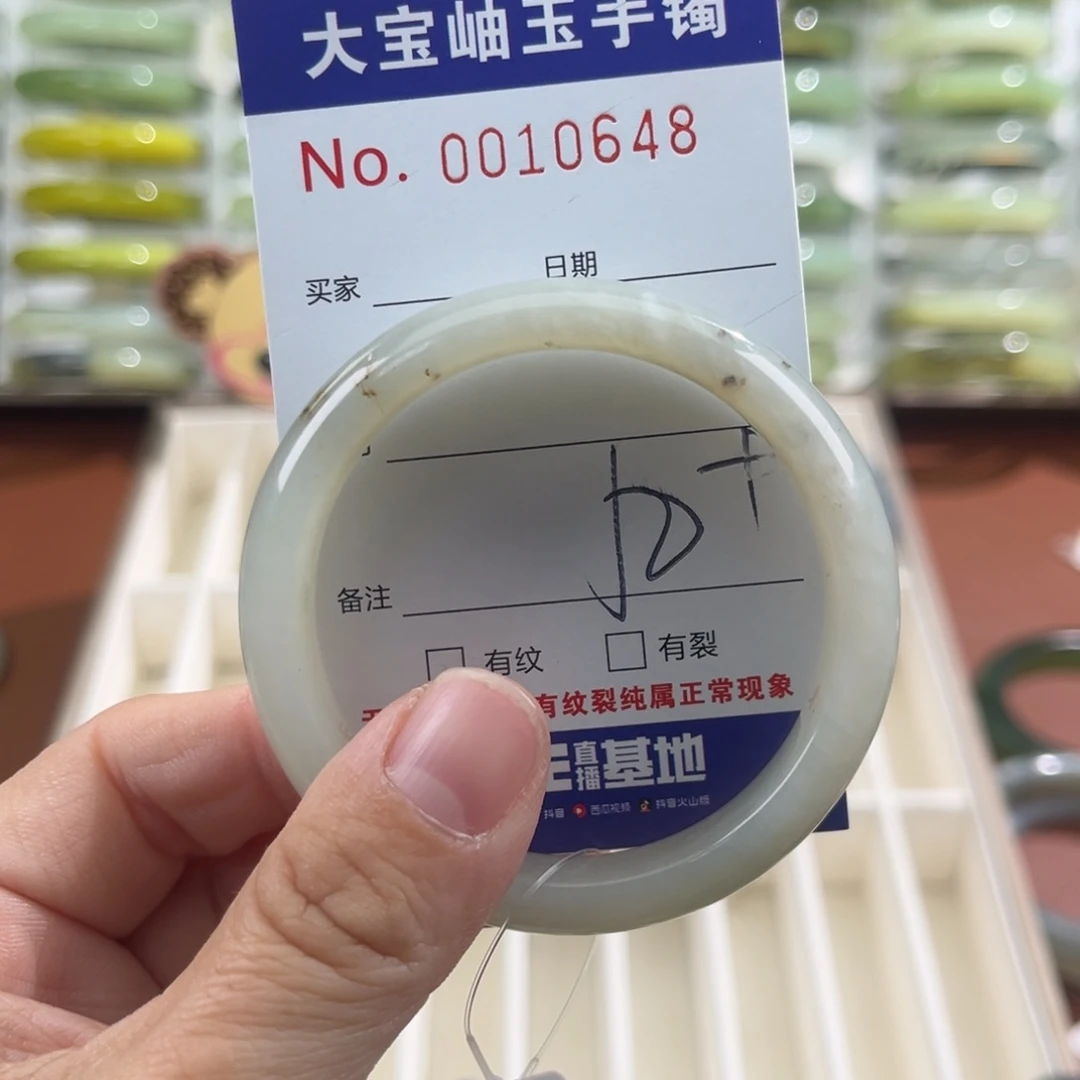 大宝岫玉手镯
No. 0010648
买家 日期
备注
有纹 有裂
有纹裂纯属正常现象
直播基地
抖音 西瓜视频 抖音火山版